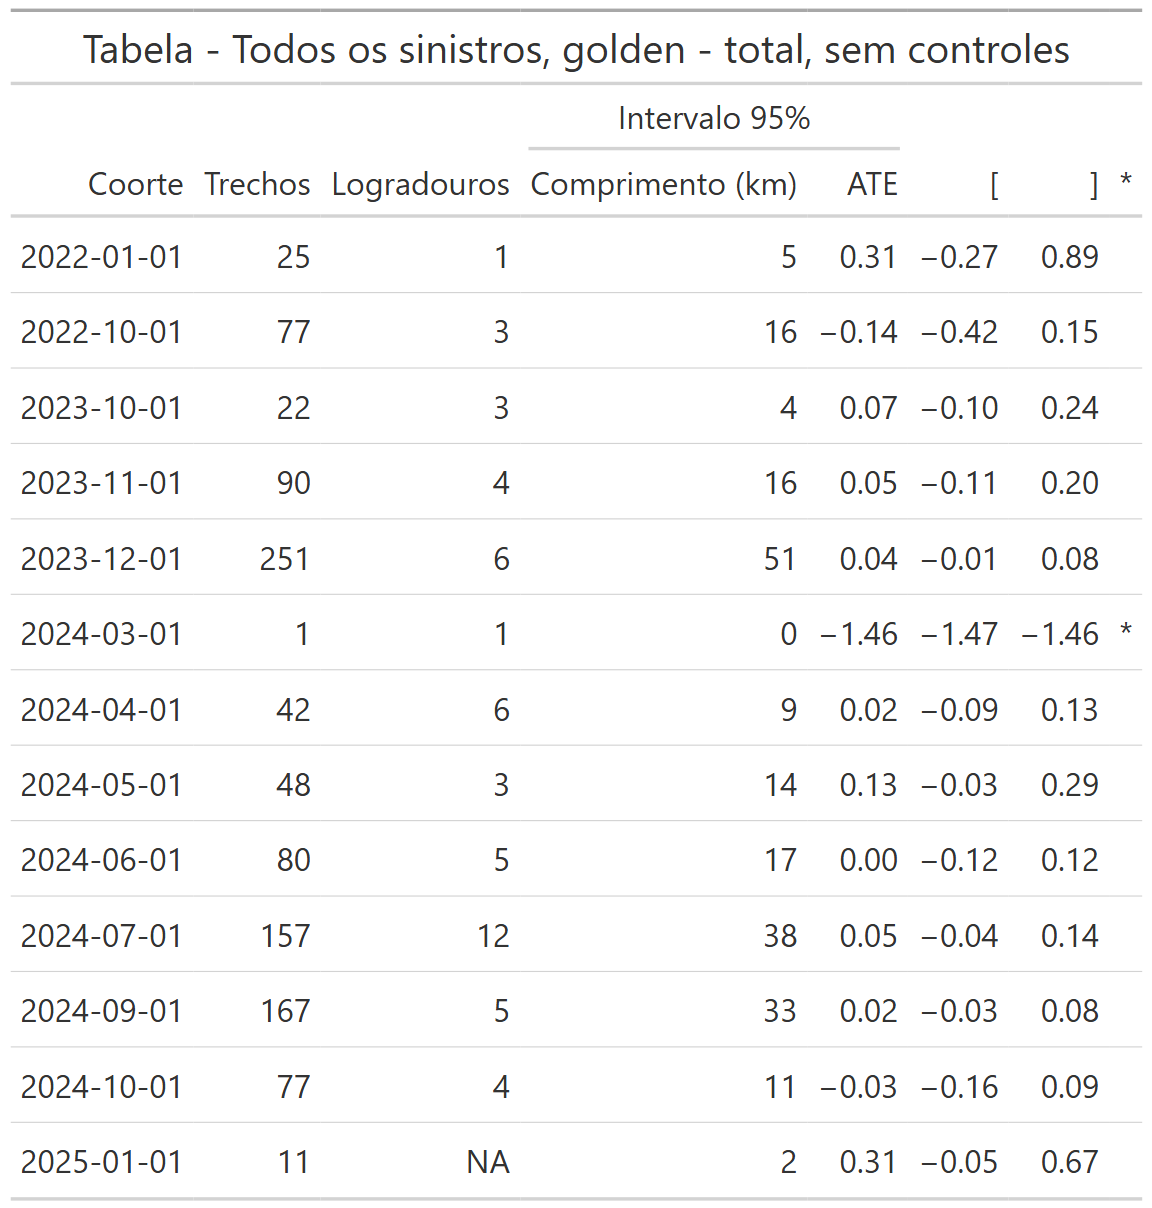 Tabela - Todos os sinistros, golden - total, sem controles
Intervalo 95%
Coorte Trechos Logradouros Comprimento (km) ATE [ ] *
2022-01-01 25 1 5 0.31 −0.27 0.89
2022-10-01 77 3 16 −0.14 −0.42 0.15
2023-10-01 22 3 4 0.07 −0.10 0.24
2023-11-01 90 4 16 0.05 −0.11 0.20
2023-12-01 251 6 51 0.04 −0.01 0.08
2024-03-01 1 1 0 −1.46 −1.47 −1.46 *
2024-04-01 42 6 9 0.02 −0.09 0.13
2024-05-01 48 3 14 0.13 −0.03 0.29
2024-06-01 80 5 17 0.00 −0.12 0.12
2024-07-01 157 12 38 0.05 −0.04 0.14
2024-09-01 167 5 33 0.02 −0.03 0.08
2024-10-01 77 4 11 −0.03 −0.16 0.09
2025-01-01 11 NA 2 0.31 −0.05 0.67